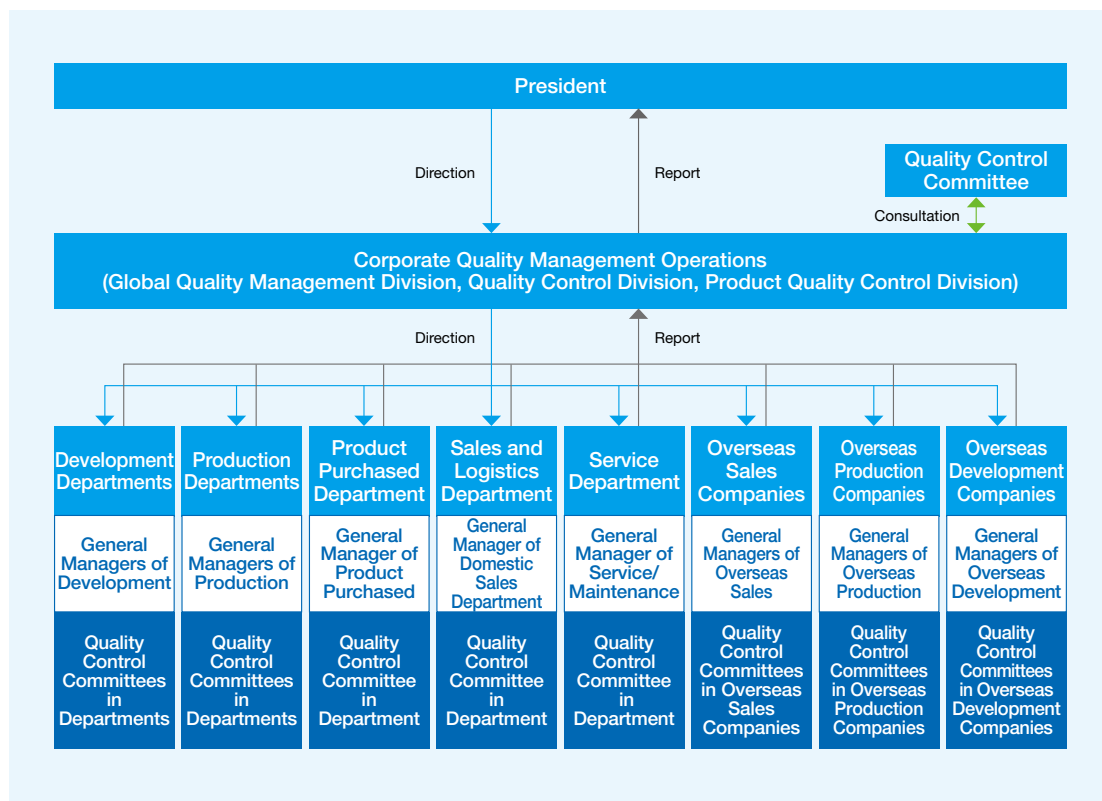 President
Direction
Report
Quality Control
Committee
Consultation
Corporate Quality Management Operations
(Global Quality Management Division, Quality Control Division, Product Quality Control Division)
Direction
Report
Development
Departments
Production
Departments
Product
Purchased
Department
Sales and
Logistics
Department
Service
Department
Overseas
Sales
Companies
Overseas
Production
Companies
Overseas
Development
Companies
General
Managers of
Development
General
Managers of
Production
General
Manager of
Product
Purchased
General
Manager of
Domestic
Sales
Department
General
Manager of
Service/
Maintenance
General
Managers of
Overseas
Sales
General
Managers of
Overseas
Production
General
Managers of
Overseas
Development
Quality
Control
Committees
in
Departments
Quality
Control
Committees
in
Departments
Quality
Control
Committee
in
Department
Quality
Control
Committee
in
Department
Quality
Control
Committee
in
Department
Quality
Control
Committees
in Overseas
Sales
Companies
Quality
Control
Committees
in Overseas
Production
Companies
Quality
Control
Committees
in Overseas
Development
Companies